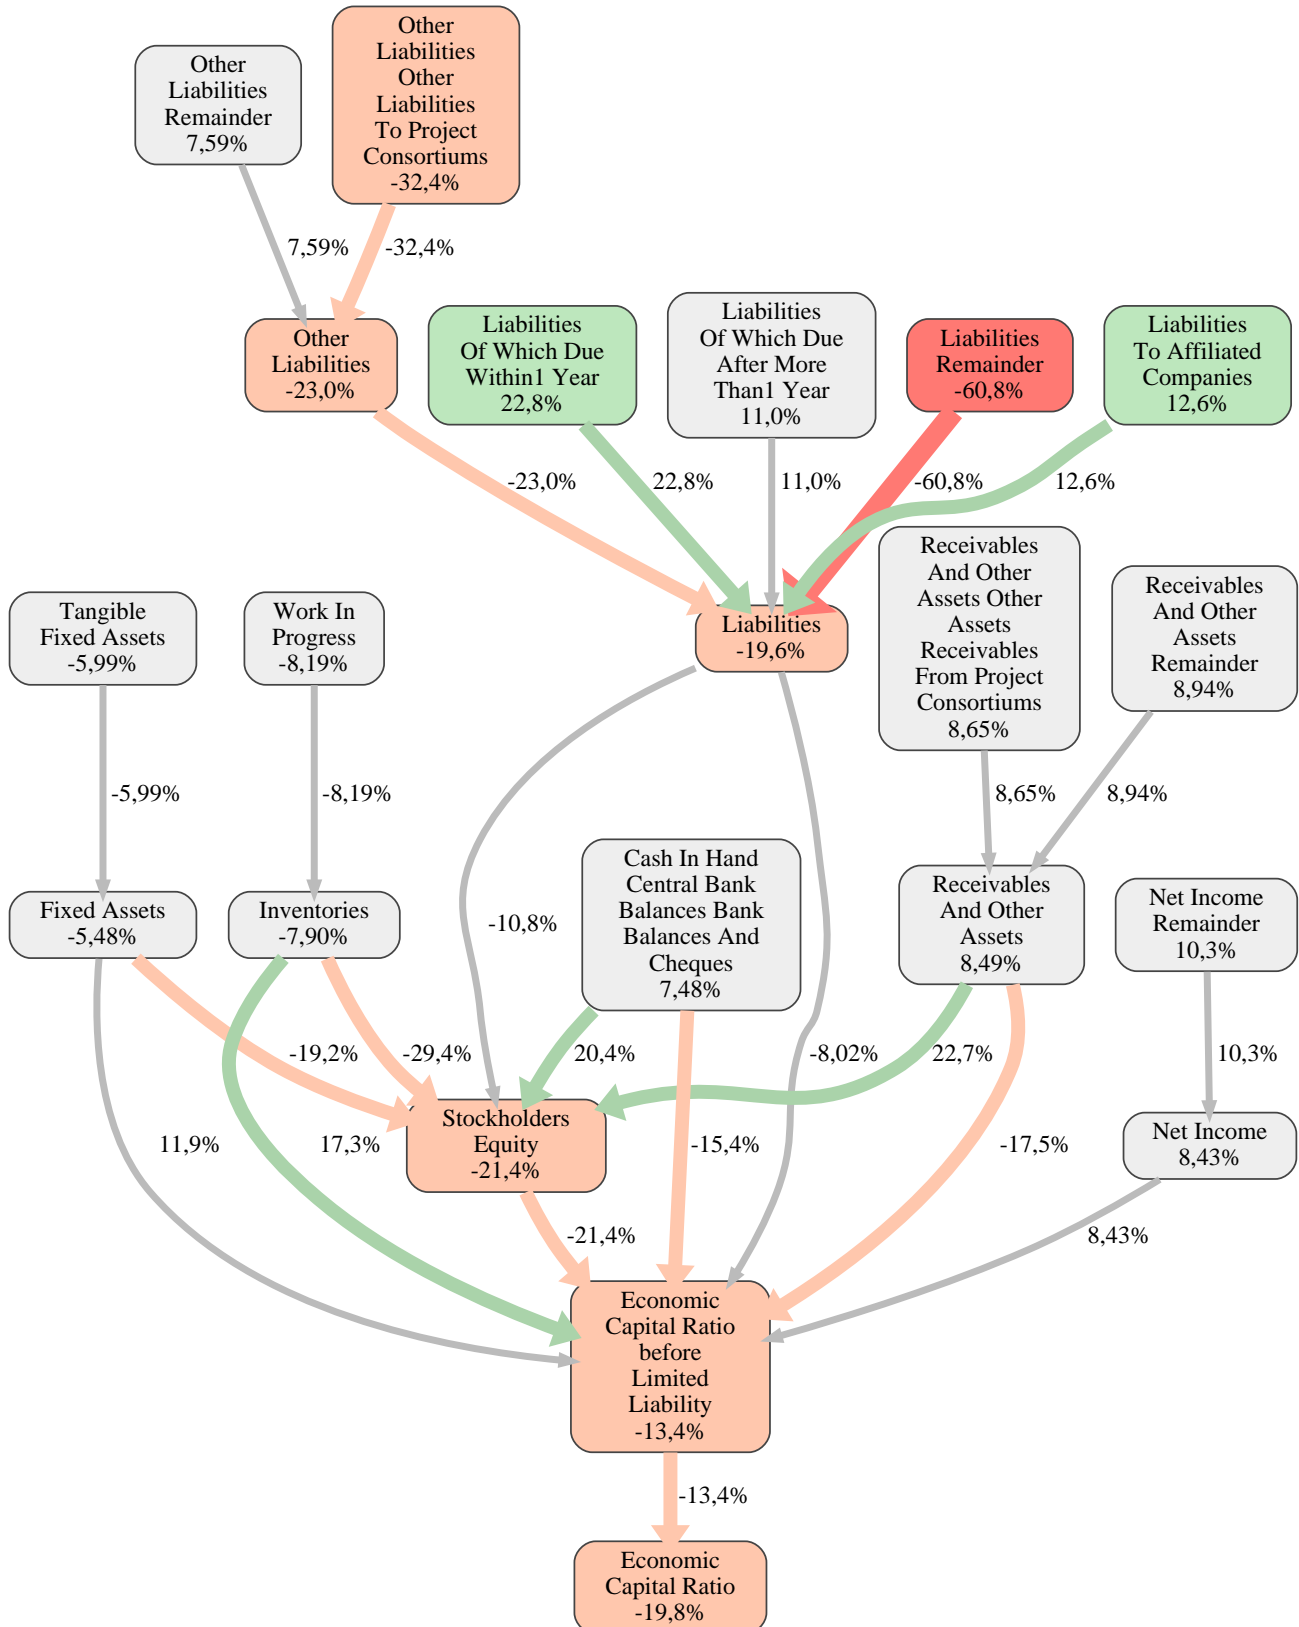 Other
Liabilities
Remainder
7,59%
Other
Liabilities
Other
Liabilities
To Project
Consortiums
-32,4%
7,59%
-32,4%
Other
Liabilities
-23,0%
Liabilities
Of Which Due
Within1 Year
22,8%
Liabilities
Of Which Due
After More
Than1 Year
11,0%
Liabilities
Remainder
-60,8%
Liabilities
To Affiliated
Companies
12,6%
-23,0%
22,8%
11,0%
-60,8%
12,6%
Tangible
Fixed Assets
-5,99%
Work In
Progress
-8,19%
Liabilities
-19,6%
Receivables
And Other
Assets Other
Assets
Receivables
From Project
Consortiums
8,65%
Receivables
And Other
Assets
Remainder
8,94%
-5,99%
-8,19%
8,65%
8,94%
Fixed Assets
-5,48%
Inventories
-7,90%
-10,8%
Cash In Hand
Central Bank
Balances Bank
Balances And
Cheques
7,48%
Receivables
And Other
Assets
8,49%
Net Income
Remainder
10,3%
-19,2%
-29,4%
20,4%
-8,02%
22,7%
10,3%
11,9%
17,3%
Stockholders
Equity
-21,4%
-15,4%
-17,5%
Net Income
8,43%
-21,4%
8,43%
Economic
Capital Ratio
before
Limited
Liability
-13,4%
-13,4%
Economic
Capital Ratio
-19,8%